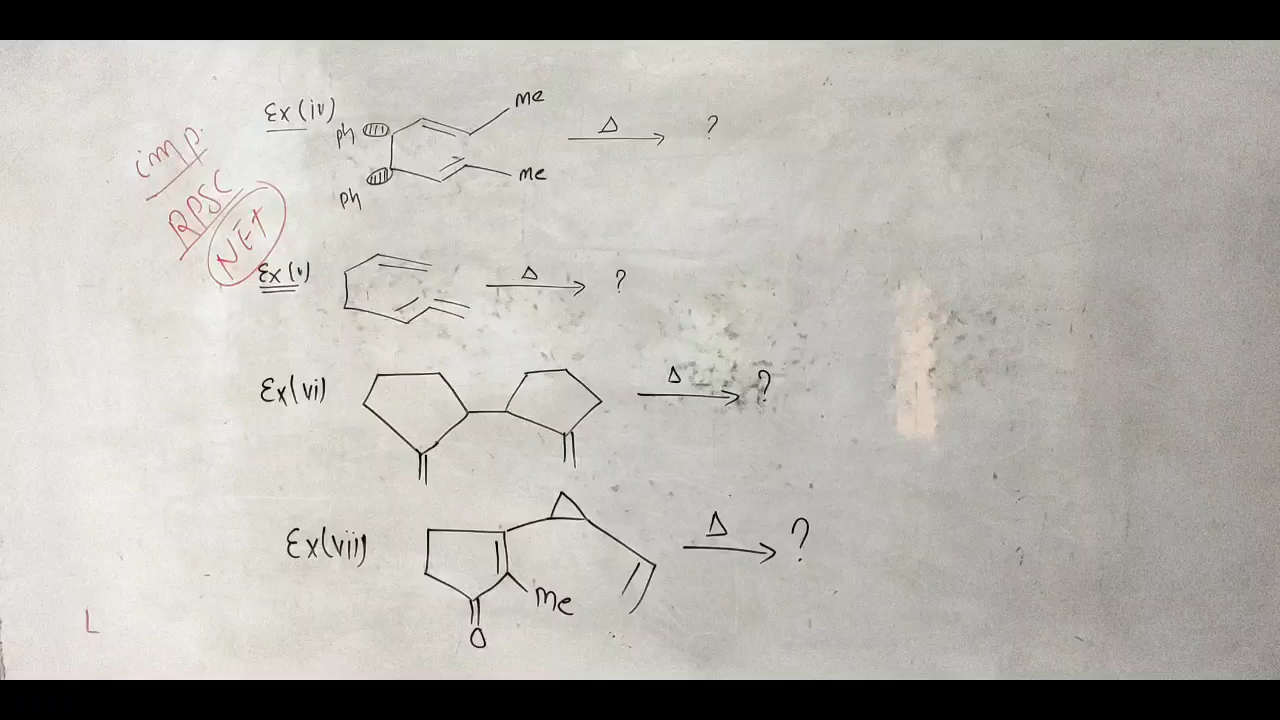 Ex (iv)
Me
Ph
Δ
?
Me
Ph
imp.
RPSC
NET
Ex (v)
Δ
?
Ex (vi)
Δ
?
Ex (vii)
Δ
?
Me
O
L